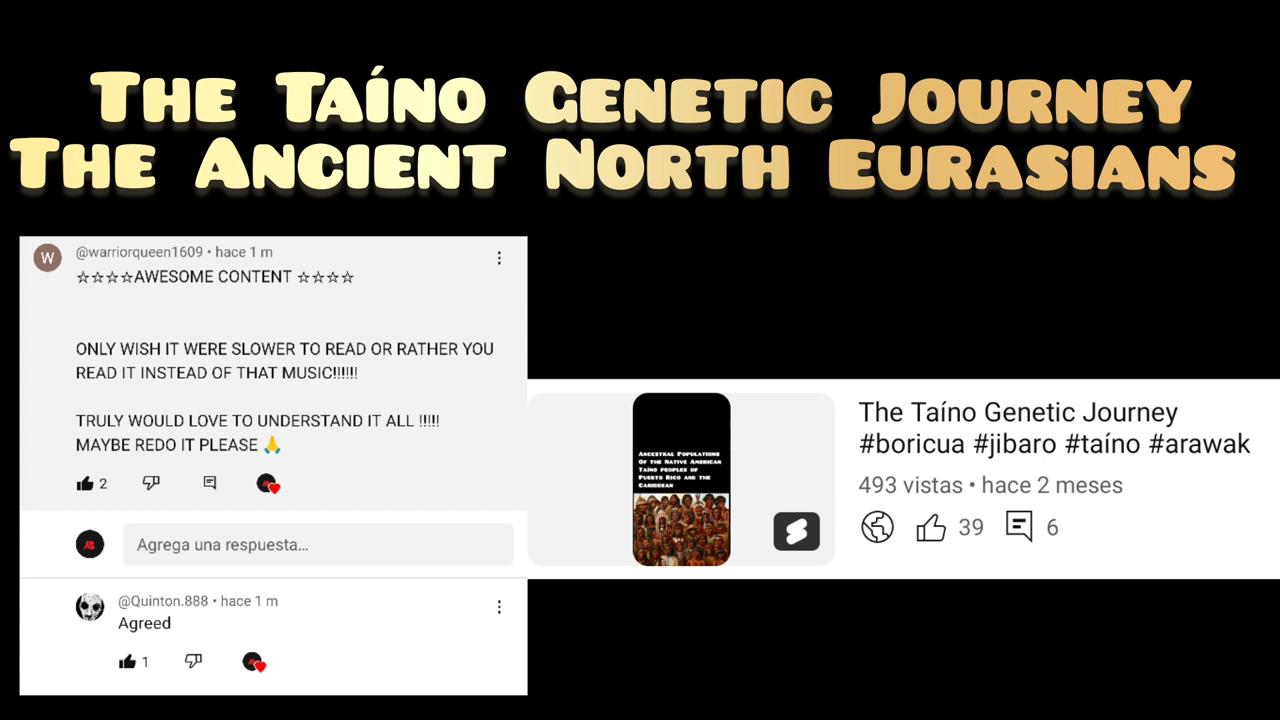 The Taíno Genetic Journey
The Ancient North Eurasians
W
@warriorqueen1609 • hace 1 m
☆☆☆☆AWESOME CONTENT ☆☆☆☆
ONLY WISH IT WERE SLOWER TO READ OR RATHER YOU
READ IT INSTEAD OF THAT MUSIC!!!!!!
TRULY WOULD LOVE TO UNDERSTAND IT ALL !!!!!
MAYBE REDO IT PLEASE 🙏
2
Agrega una respuesta...
@Quinton.888 • hace 1 m
Agreed
1
Ancestral Populations
Of the Native American
Taíno peoples of
Puerto Rico and the
Caribbean
The Taíno Genetic Journey
#boricua #jibaro #taíno #arawak
493 vistas • hace 2 meses
39
6